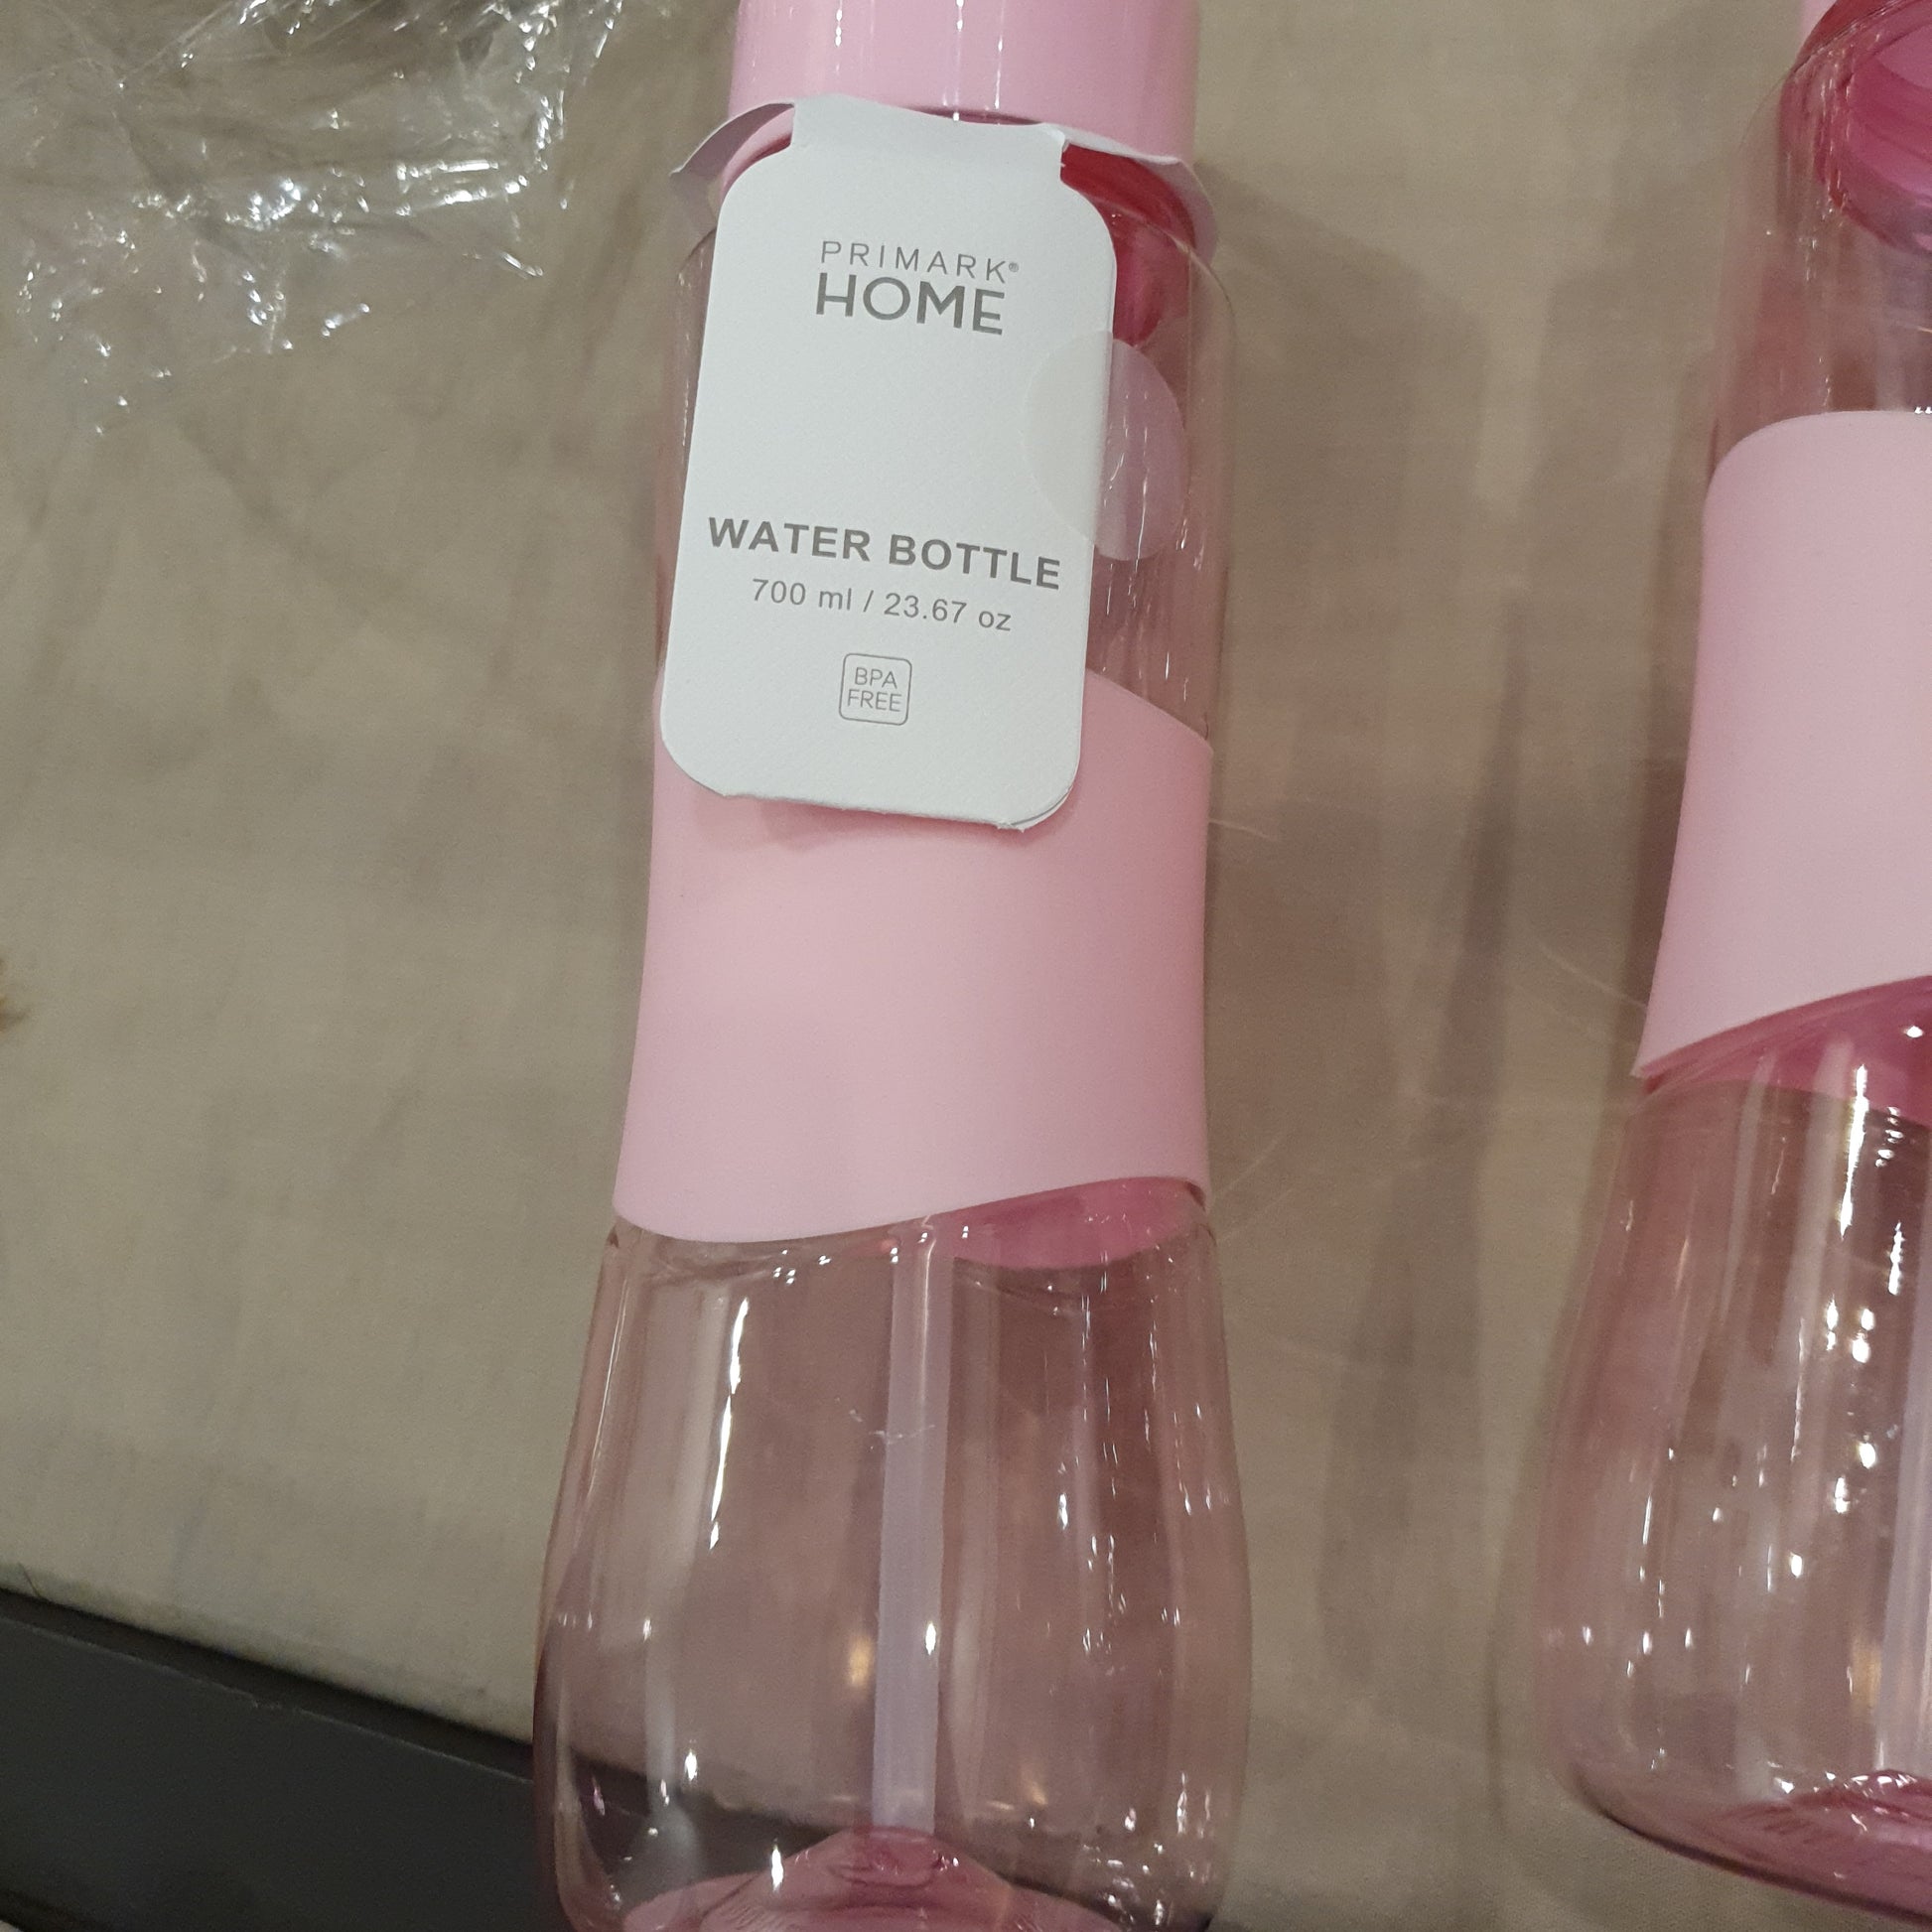 PRIMARK®
HOME
WATER BOTTLE
700 ml / 23.67 oz
BPA
FREE